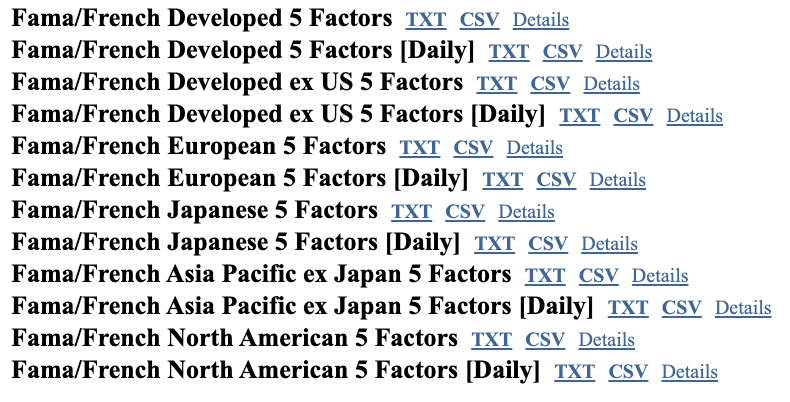 Fama/French Developed 5 Factors TXT CSV Details
Fama/French Developed 5 Factors [Daily] TXT CSV Details
Fama/French Developed ex US 5 Factors TXT CSV Details
Fama/French Developed ex US 5 Factors [Daily] TXT CSV Details
Fama/French European 5 Factors TXT CSV Details
Fama/French European 5 Factors [Daily] TXT CSV Details
Fama/French Japanese 5 Factors TXT CSV Details
Fama/French Japanese 5 Factors [Daily] TXT CSV Details
Fama/French Asia Pacific ex Japan 5 Factors TXT CSV Details
Fama/French Asia Pacific ex Japan 5 Factors [Daily] TXT CSV Details
Fama/French North American 5 Factors TXT CSV Details
Fama/French North American 5 Factors [Daily] TXT CSV Details